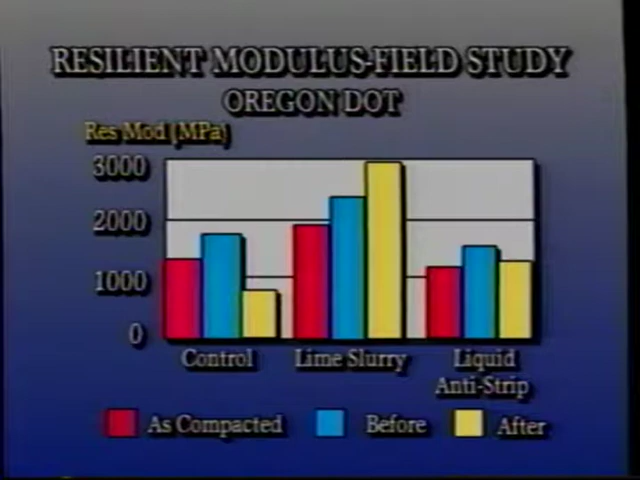 RESILIENT MODULUS-FIELD STUDY
OREGON DOT
Res Mod (MPa)
3000
2000
1000
0
Control Lime Slurry Liquid
Anti-Strip
As Compacted Before After